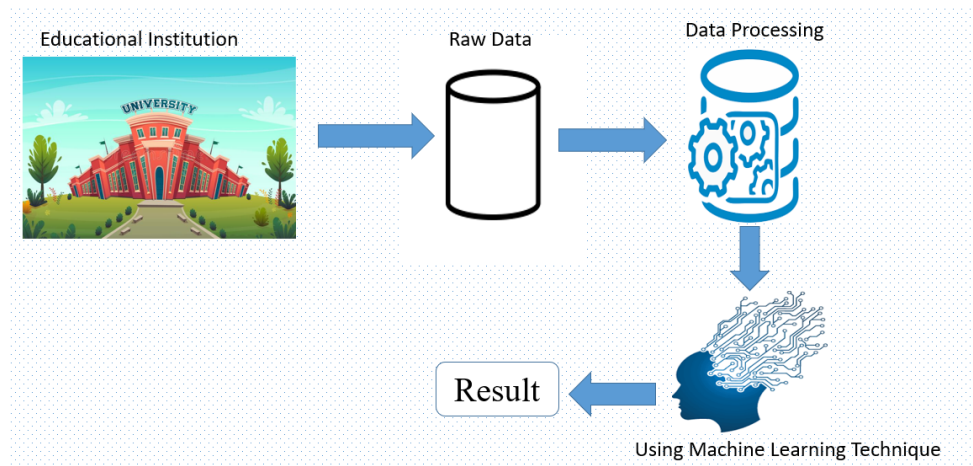 Educational Institution
UNIVERSITY
Raw Data
Data Processing
Using Machine Learning Technique
Result